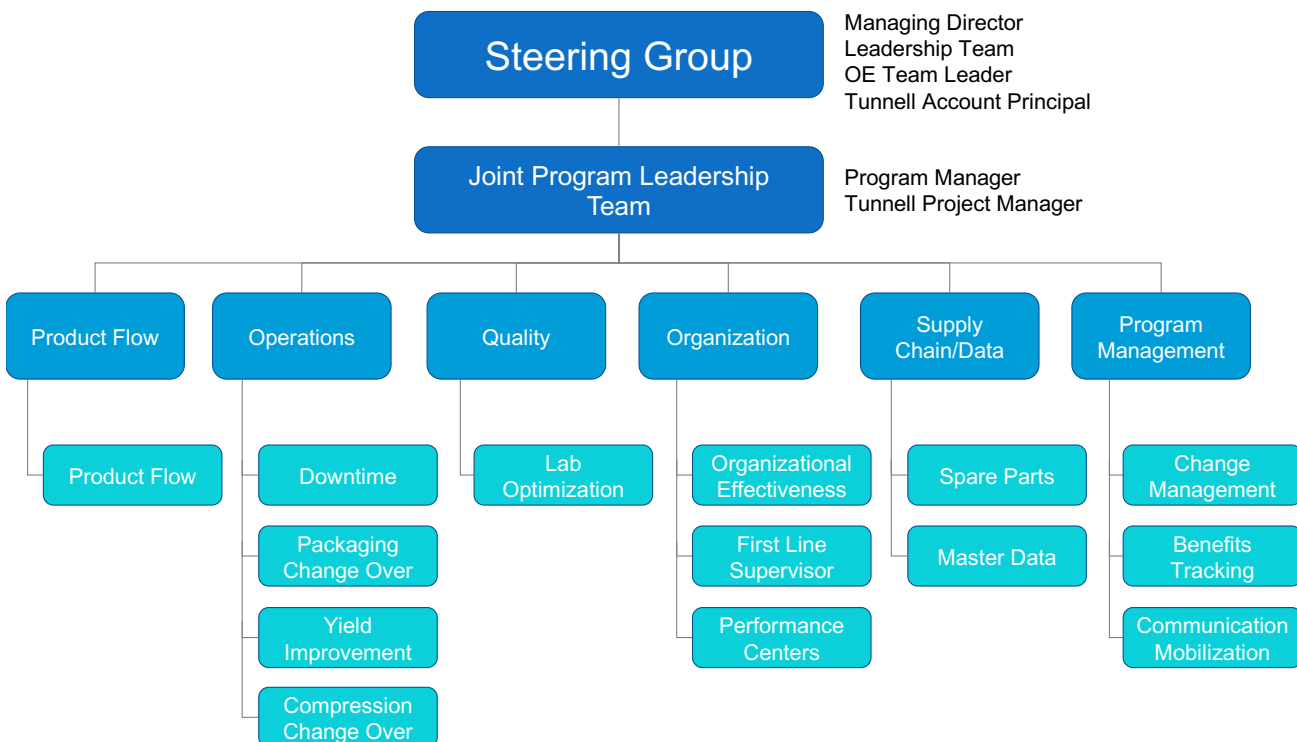 Steering Group
Managing Director
Leadership Team
OE Team Leader
Tunnell Account Principal
Joint Program Leadership
Team
Program Manager
Tunnell Project Manager
Product Flow
Operations
Quality
Organization
Supply
Chain/Data
Program
Management
Product Flow
Downtime
Lab
Optimization
Organizational
Effectiveness
Spare Parts
Change
Management
Packaging
Change Over
First Line
Supervisor
Master Data
Benefits
Tracking
Yield
Improvement
Performance
Centers
Communication
Mobilization
Compression
Change Over